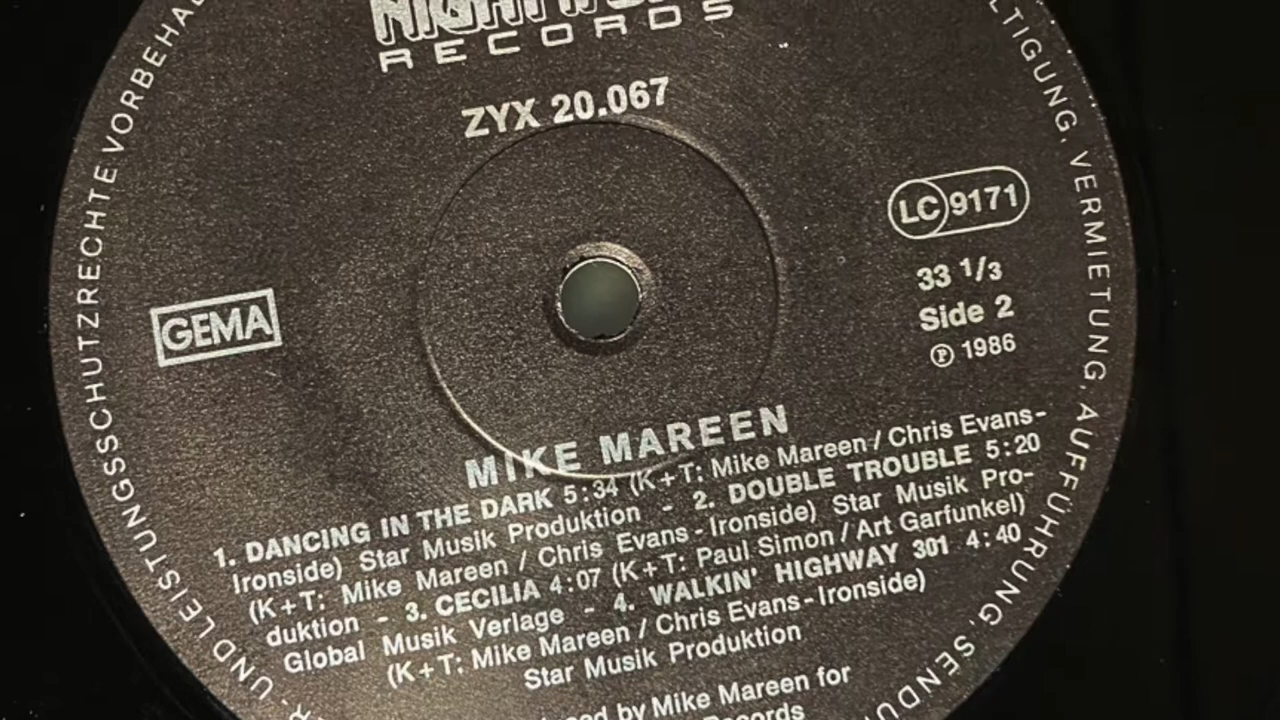 RECORDS
ZYX 20.067
LC 9171
33 1/3
Side 2
Ⓟ 1986
GEMA
MIKE MAREEN
1. DANCING IN THE DARK 5:34 (K+T: Mike Mareen / Chris Evans-
Ironside) Star Musik Produktion - 2. DOUBLE TROUBLE 5:20
(K+T: Mike Mareen / Chris Evans-Ironside) Star Musik Pro-
duktion - 3. CECILIA 4:07 (K+T: Paul Simon / Art Garfunkel)
Global Musik Verlage - 4. WALKIN' HIGHWAY 301 4:40
(K+T: Mike Mareen / Chris Evans-Ironside)
Star Musik Produktion
by Mike Mareen for
Records
UND LEISTUNGSSCHUTZRECHTE
VERMIETUNG, AUFFÜHRUNG,